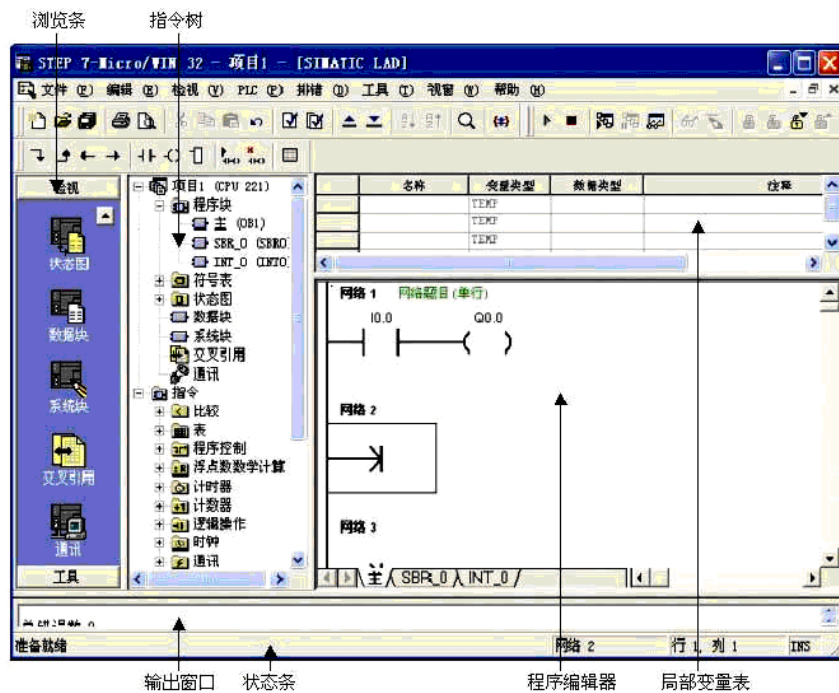 浏览条
指令树
STEP 7-Micro/WIN 32 - 项目1 - [SIMATIC LAD]
文件(F) 编辑(E) 检视(V) PLC(P) 排错(D) 工具(T) 视窗(W) 帮助(H)
检视
状态图
数据块
系统块
交叉引用
通讯
工具
项目1 (CPU 221)
程序块
主 (OB1)
SBR_0 (SBR0)
INT_0 (INT0)
符号表
状态图
数据块
系统块
交叉引用
通讯
指令
比较
表
程序控制
浮点数数学计算
计时器
计数器
逻辑操作
时钟
通讯
名称 变量类型 数据类型 注释
TEMP
TEMP
TEMP
网络 1 网络题目(单行)
I0.0 Q0.0
网络 2
网络 3
主 SBR_0 INT_0
准备就绪
网络 2
行 1, 列 1
INS
输出窗口
状态条
程序编辑器
局部变量表